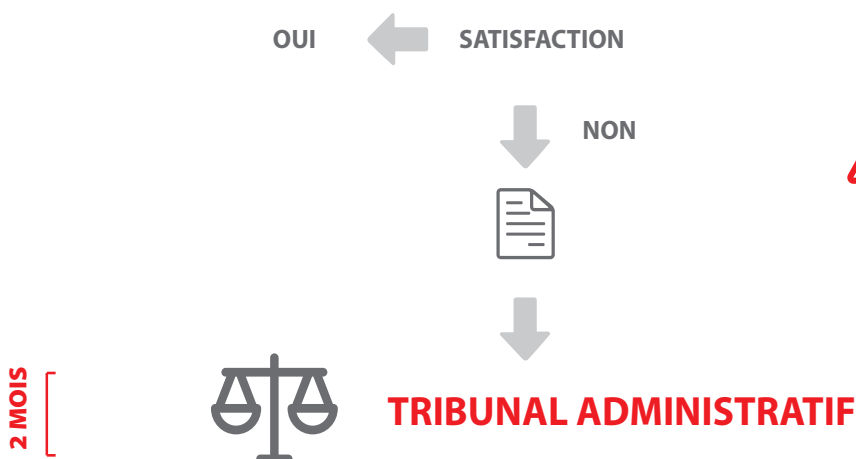 OUI
SATISFACTION
NON
2 MOIS
TRIBUNAL ADMINISTRATIF